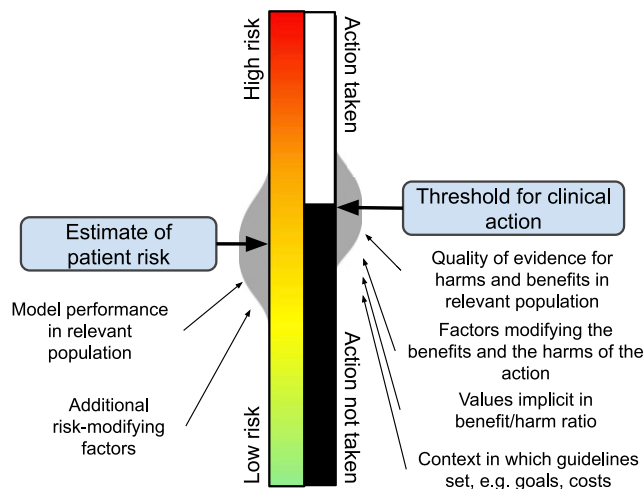 High risk
Action taken
Estimate of
patient risk
Threshold for clinical
action
Model performance
in relevant
population
Additional
risk-modifying
factors
Quality of evidence for
harms and benefits in
relevant population
Factors modifying the
benefits and the harms of the
action
Values implicit in
benefit/harm ratio
Context in which guidelines
set, e.g. goals, costs
Low risk
Action not taken